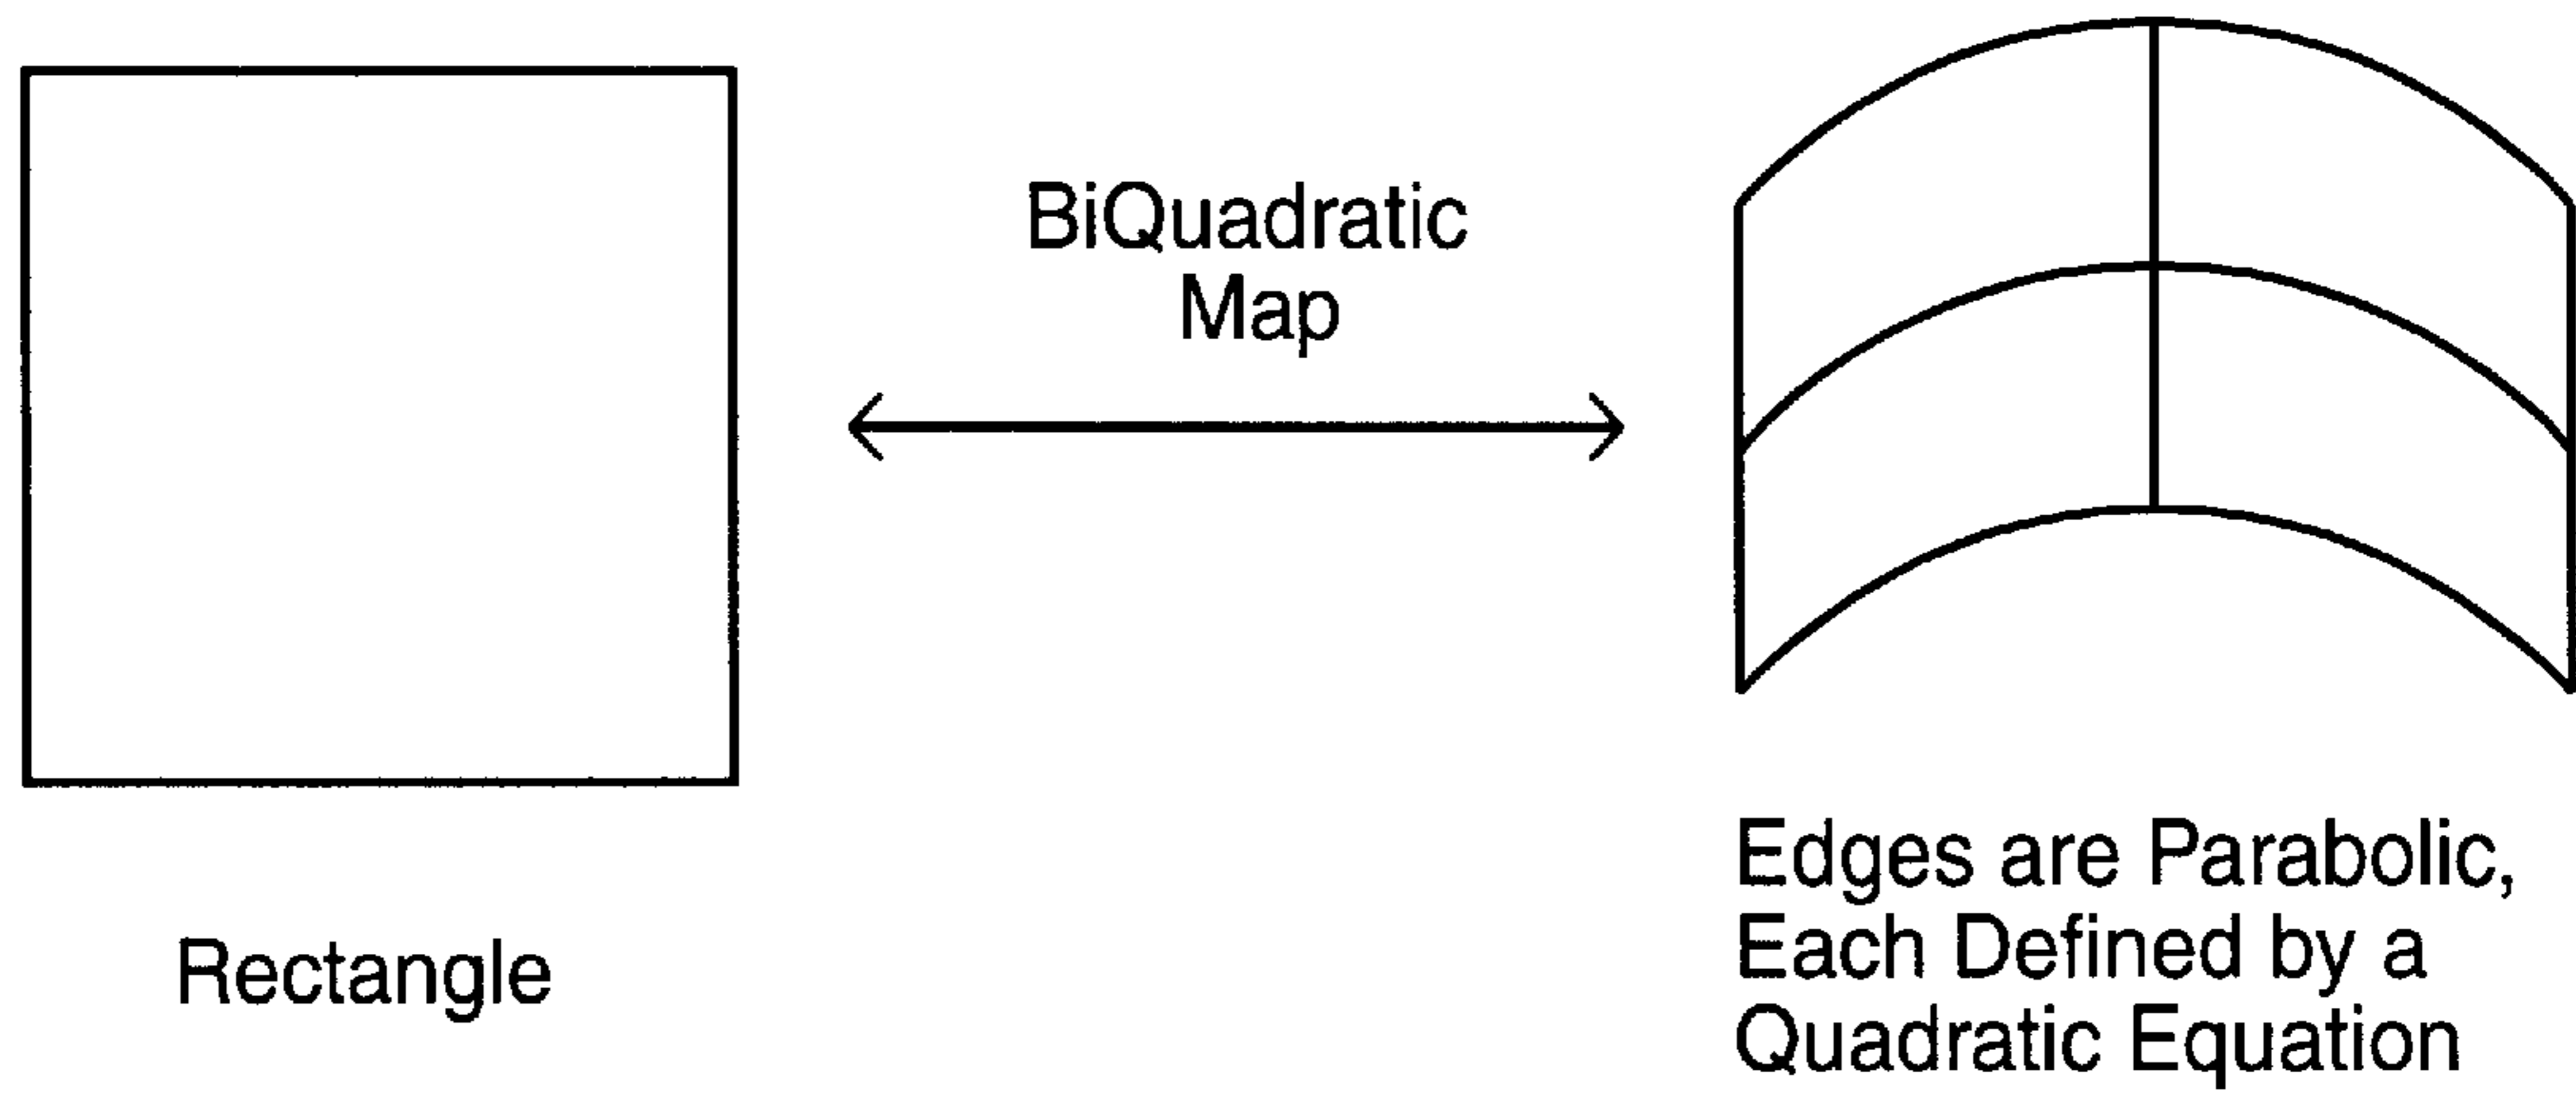 BiQuadratic
Map
Rectangle
Edges are Parabolic,
Each Defined by a
Quadratic Equation